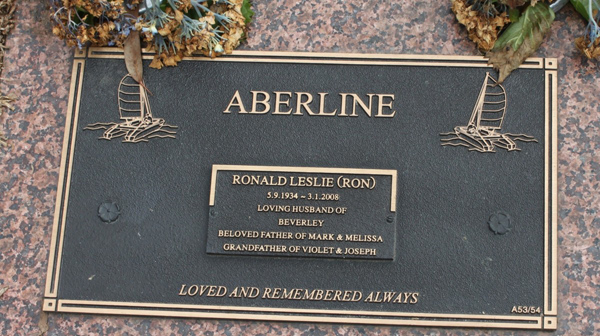 ABERLINE
RONALD LESLIE (RON)
5.9.1934 ~ 3.1.2008
LOVING HUSBAND OF
BEVERLEY
BELOVED FATHER OF MARK & MELISSA
GRANDFATHER OF VIOLET & JOSEPH
LOVED AND REMEMBERED ALWAYS
A53/54